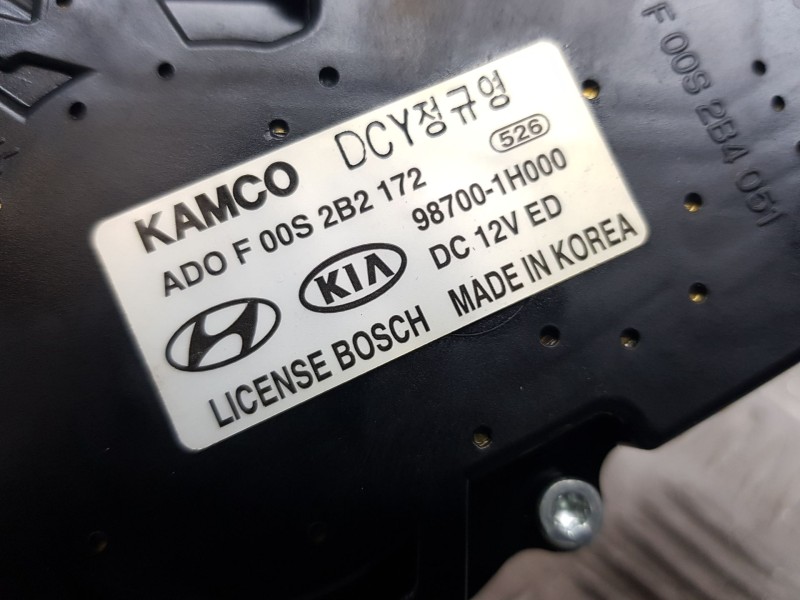 KAMCO DCY정규영
526
ADO F 00S 2B2 172 98700-1H000
KIA DC 12V ED
LICENSE BOSCH MADE IN KOREA
F 00S 2B4 051